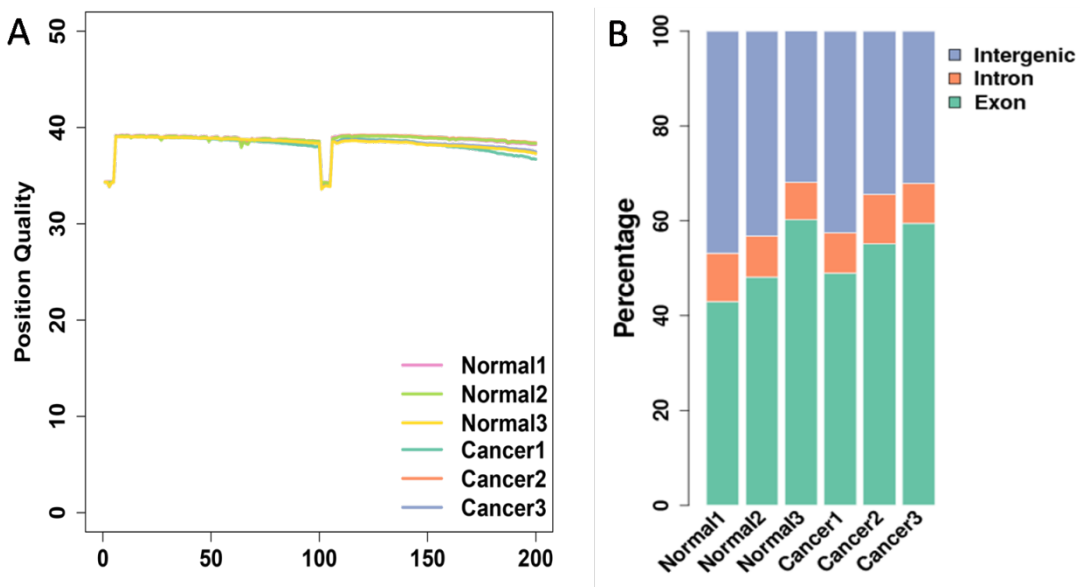 A
Position Quality
50
40
30
20
10
0
Normal1
Normal2
Normal3
Cancer1
Cancer2
Cancer3
0 50 100 150 200
B
Percentage
100
80
60
40
20
0
Intergenic
Intron
Exon
Normal1 Normal2 Normal3 Cancer1 Cancer2 Cancer3